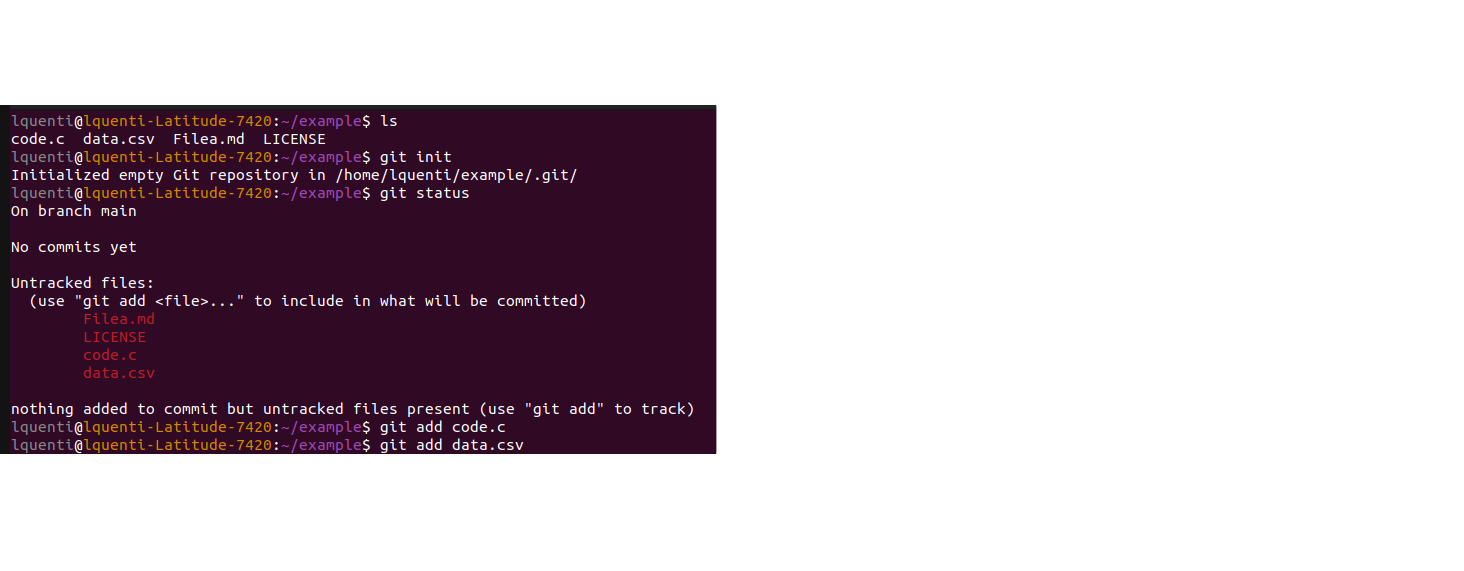 lquenti@lquenti-Latitude-7420:~/example$ ls
code.c  data.csv  Filea.md  LICENSE
lquenti@lquenti-Latitude-7420:~/example$ git init
Initialized empty Git repository in /home/lquenti/example/.git/
lquenti@lquenti-Latitude-7420:~/example$ git status
On branch main
No commits yet
Untracked files:
  (use "git add <file>..." to include in what will be committed)
        Filea.md
        LICENSE
        code.c
        data.csv
nothing added to commit but untracked files present (use "git add" to track)
lquenti@lquenti-Latitude-7420:~/example$ git add code.c
lquenti@lquenti-Latitude-7420:~/example$ git add data.csv